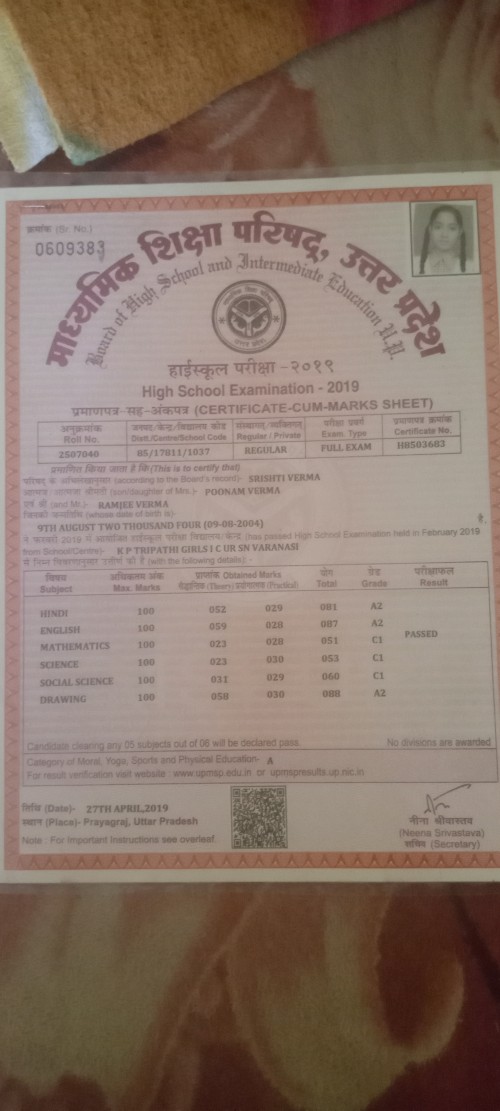 क्रमांक (Sr No.)
0609383
माध्यमिक शिक्षा परिषद्, उत्तर प्रदेश
Board of High School and Intermediate Education U.P.
हाईस्कूल परीक्षा -२०१९
High School Examination - 2019
प्रमाणपत्र-सह-अंकपत्र (CERTIFICATE-CUM-MARKS SHEET)
अनुक्रमांक जनपद/केन्द्र/विद्यालय कोड संस्थागत/व्यक्तिगत परीक्षा प्रकार प्रमाणपत्र क्रमांक
Roll No. Distt./Centre/School Code Regular / Private Exam. Type Certificate No.
2507040 85/17011/1037 REGULAR FULL EXAM H8503683
प्रमाणित किया जाता है कि (This is to certify that)
परिषद के अभिलेखानुसार (according to the Board's record)- SRISHTI VERMA
आत्मज / आत्मजा श्रीमती (son/daughter of Mrs.)- POONAM VERMA
एवं श्री (and Mr.)- RAMJEE VERMA
जिसकी जन्मतिथि (whose date of birth is)-
9TH AUGUST TWO THOUSAND FOUR (09-08-2004) है,
ने फरवरी 2019 में आयोजित हाईस्कूल परीक्षा विद्यालय/केन्द्र (has passed High School Examination held in February 2019
from School/Centre)- K P TRIPATHI GIRLS I C UR SN VARANASI
से निम्न विवरणानुसार उत्तीर्ण की है (with the following details) :-
विषय अधिकतम अंक प्राप्तांक Obtained Marks योग ग्रेड परीक्षाफल
Subject Max. Marks सैद्धान्तिक (Theory) प्रयोगात्मक (Practical) Total Grade Result
HINDI 100 052 029 081 A2
ENGLISH 100 059 028 087 A2
PASSED
MATHEMATICS 100 023 028 051 C1
SCIENCE 100 023 030 053 C1
SOCIAL SCIENCE 100 031 029 060 C1
DRAWING 100 058 030 088 A2
Candidate clearing any 05 subjects out of 06 will be declared pass. No divisions are awarded
Category of Moral, Yoga, Sports and Physical Education- A
For result verification visit website : www.upmsp.edu.in or upmspresults.up.nic.in
तिथि (Date)- 27TH APRIL,2019
स्थान (Place)- Prayagraj, Uttar Pradesh
नीना श्रीवास्तव
(Neena Srivastava)
सचिव (Secretary)
Note : For Important Instructions see overleaf.